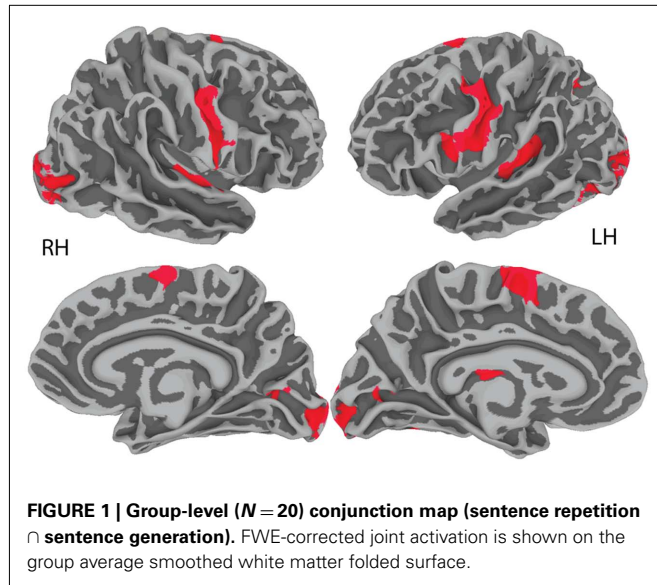 RH
LH
FIGURE 1 | Group-level (N = 20) conjunction map (sentence repetition
∩ sentence generation). FWE-corrected joint activation is shown on the
group average smoothed white matter folded surface.